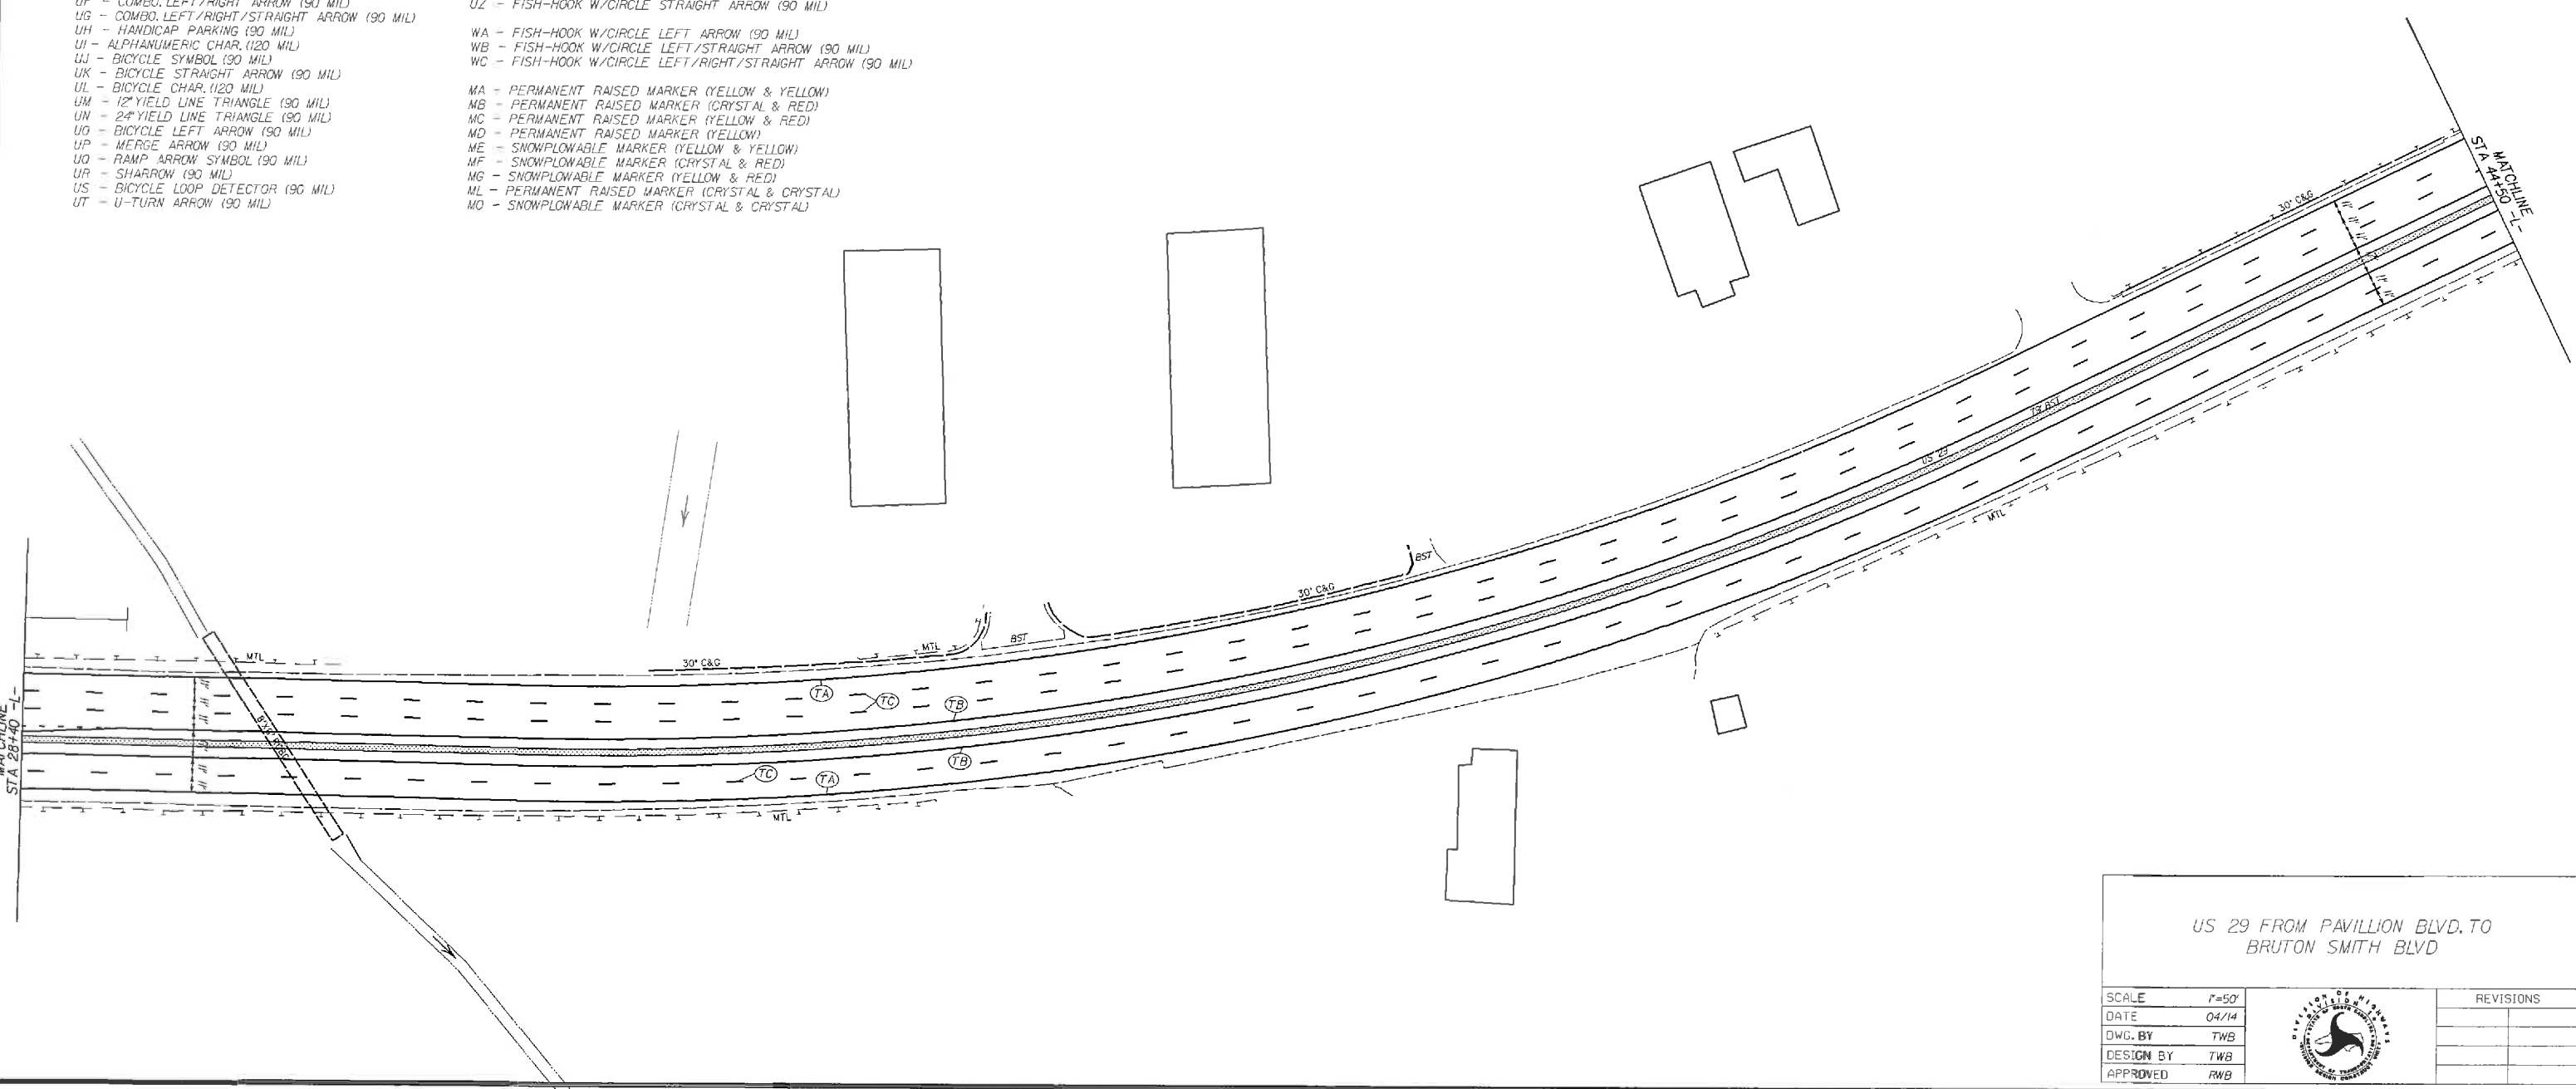 UF - COMBO. LEFT/RIGHT ARROW (90 MIL)
UG - COMBO. LEFT/RIGHT/STRAIGHT ARROW (90 MIL)
UH - HANDICAP PARKING (90 MIL)
UI - ALPHANUMERIC CHAR. (120 MIL)
UJ - BICYCLE SYMBOL (90 MIL)
UK - BICYCLE STRAIGHT ARROW (90 MIL)
UL - BICYCLE CHAR. (120 MIL)
UM - 12" YIELD LINE TRIANGLE (90 MIL)
UN - 24" YIELD LINE TRIANGLE (90 MIL)
UO - BICYCLE LEFT ARROW (90 MIL)
UP - MERGE ARROW (90 MIL)
UQ - RAMP ARROW SYMBOL (90 MIL)
UR - SHARROW (90 MIL)
US - BICYCLE LOOP DETECTOR (90 MIL)
UT - U-TURN ARROW (90 MIL)
UZ - FISH-HOOK W/CIRCLE STRAIGHT ARROW (90 MIL)
WA - FISH-HOOK W/CIRCLE LEFT ARROW (90 MIL)
WB - FISH-HOOK W/CIRCLE LEFT/STRAIGHT ARROW (90 MIL)
WC - FISH-HOOK W/CIRCLE LEFT/RIGHT/STRAIGHT ARROW (90 MIL)
MA - PERMANENT RAISED MARKER (YELLOW & YELLOW)
MB - PERMANENT RAISED MARKER (CRYSTAL & RED)
MC - PERMANENT RAISED MARKER (YELLOW & RED)
MD - PERMANENT RAISED MARKER (YELLOW)
ME - SNOWPLOWABLE MARKER (YELLOW & YELLOW)
MF - SNOWPLOWABLE MARKER (CRYSTAL & RED)
MG - SNOWPLOWABLE MARKER (YELLOW & RED)
ML - PERMANENT RAISED MARKER (CRYSTAL & CRYSTAL)
MO - SNOWPLOWABLE MARKER (CRYSTAL & CRYSTAL)
MATCHLINE
STA 44+50 -L-
30" C&G
BST
US 29
MTL
BST
30" C&G
BST
MTL
30" C&G
MTL
TA
TC
TB
TB
TC
TA
MTL
MATCHLINE
STA 28+40 -L-
US 29 FROM PAVILLION BLVD. TO
BRUTON SMITH BLVD
SCALE 1"=50'
DATE 04/14
DWG. BY TWB
DESIGN BY TWB
APPROVED RWB
DIVISION OF HIGHWAYS
REVISIONS